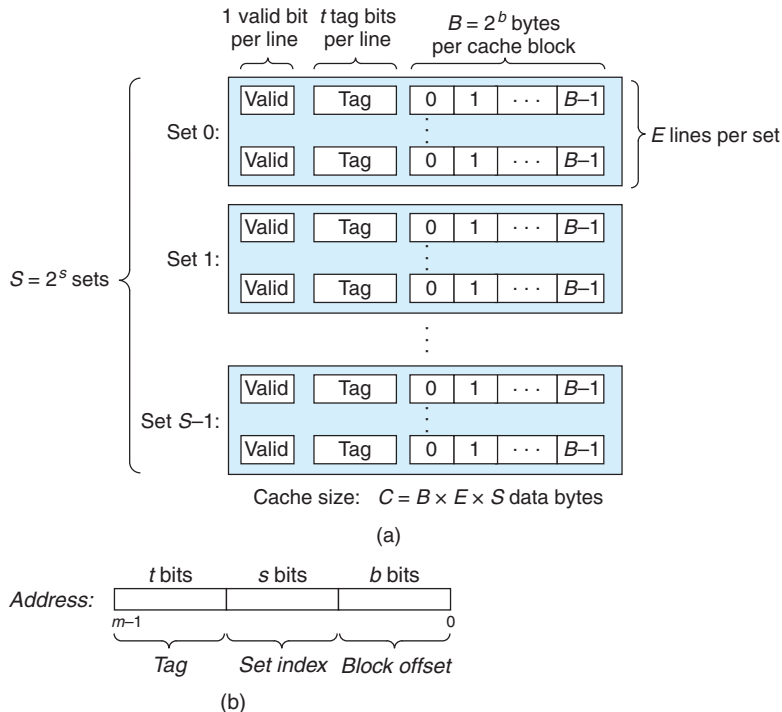 1 valid bit per line
t tag bits per line
B = 2^b bytes per cache block
S = 2^s sets
Set 0:
Valid Tag 0 1 · · · B–1
Valid Tag 0 1 · · · B–1
E lines per set
Set 1:
Valid Tag 0 1 · · · B–1
Valid Tag 0 1 · · · B–1
Set S–1:
Valid Tag 0 1 · · · B–1
Valid Tag 0 1 · · · B–1
Cache size: C = B × E × S data bytes
(a)
t bits s bits b bits
Address:
m–1 0
Tag Set index Block offset
(b)